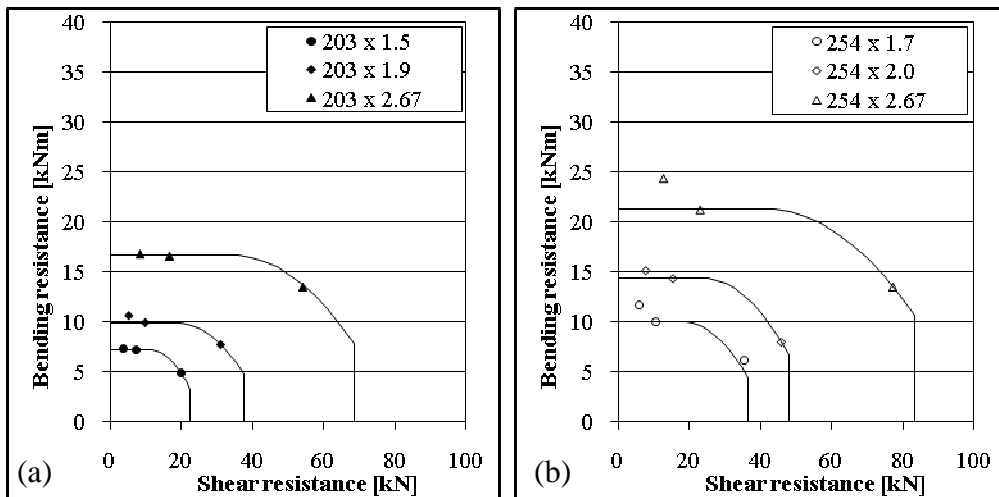 40
35
30
25
20
15
10
5
0
Bending resistance [kNm]
203 x 1.5
203 x 1.9
203 x 2.67
0 20 40 60 80 100
Shear resistance [kN]
(a)
40
35
30
25
20
15
10
5
0
Bending resistance [kNm]
254 x 1.7
254 x 2.0
254 x 2.67
0 20 40 60 80 100
Shear resistance [kN]
(b)